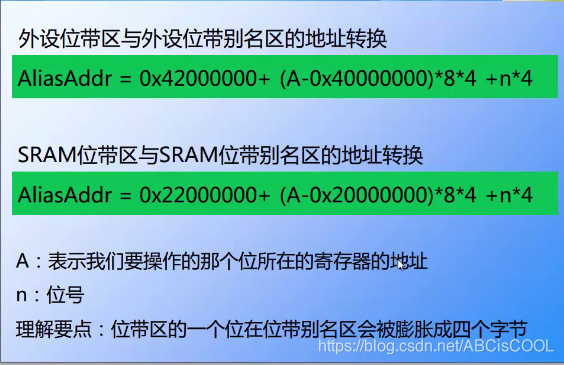 外设位带区与外设位带别名区的地址转换
AliasAddr = 0x42000000+ (A-0x40000000)*8*4 +n*4
SRAM位带区与SRAM位带别名区的地址转换
AliasAddr = 0x22000000+ (A-0x20000000)*8*4 +n*4
A：表示我们要操作的那个位所在的寄存器的地址
n：位号
理解要点：位带区的一个位在位带别名区会被膨胀成四个字节
https://blog.csdn.net/ABCisCOOL